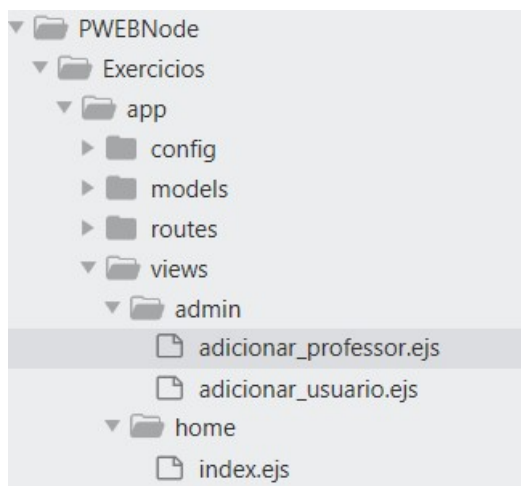 PWEBNode
Exercicios
app
config
models
routes
views
admin
adicionar_professor.ejs
adicionar_usuario.ejs
home
index.ejs